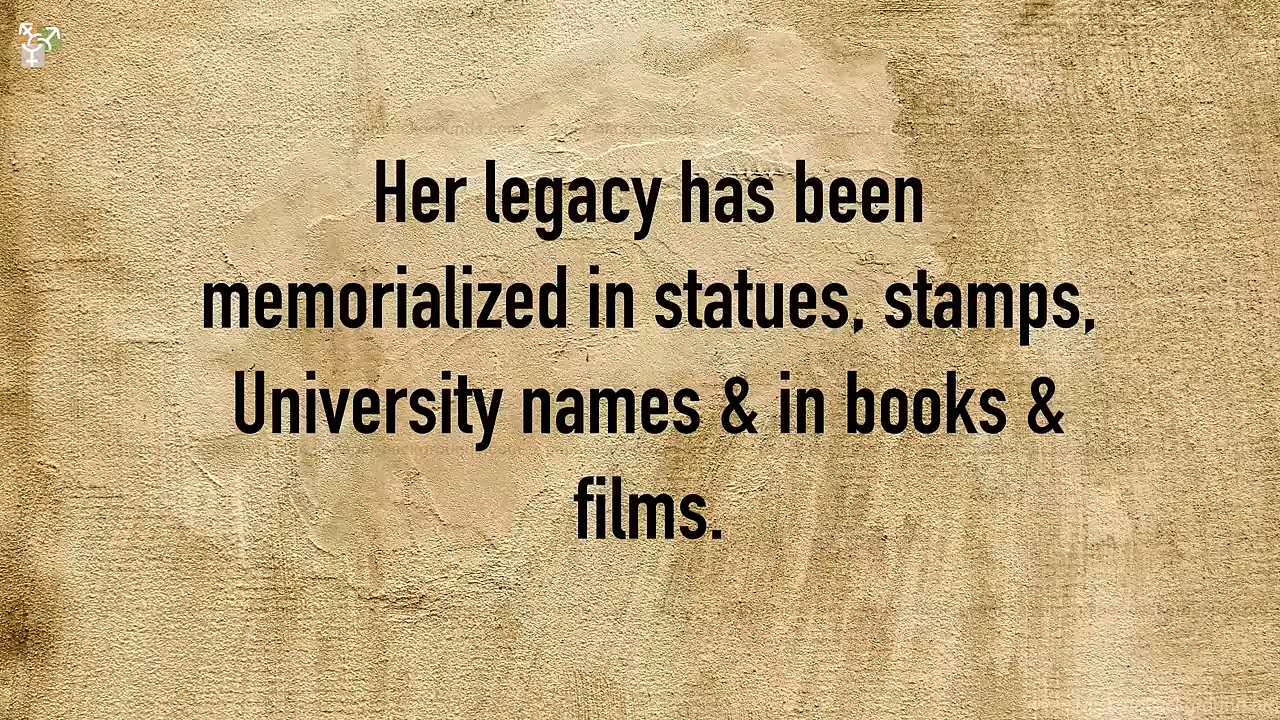 Her legacy has been
memorialized in statues, stamps,
University names & in books &
films.